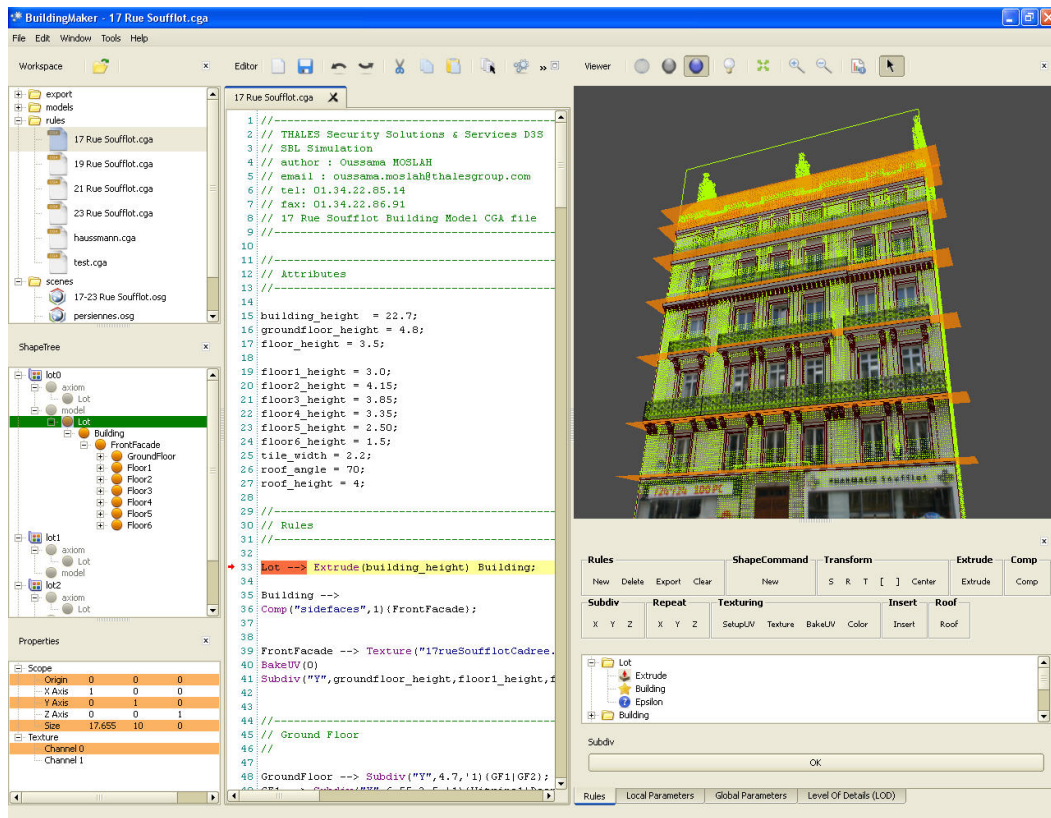 BuildingMaker - 17 Rue Soufflot.cga
File Edit Window Tools Help
Workspace
export
models
rules
17 Rue Soufflot.cga
19 Rue Soufflot.cga
21 Rue Soufflot.cga
23 Rue Soufflot.cga
haussmann.cga
test.cga
scenes
17-23 Rue Soufflot.osg
persiennes.osg
ShapeTree
lot0
axiom
Lot
model
Lot
Building
FrontFacade
GroundFloor
Floor1
Floor2
Floor3
Floor4
Floor5
Floor6
lot1
axiom
Lot
model
lot2
axiom
Lot
Properties
Scope
Origin 0 0 0
X Axis 1 0 0
Y Axis 0 1 0
Z Axis 0 0 1
Size 17.655 10 0
Texture
Channel 0
Channel 1
Editor
17 Rue Soufflot.cga
1 //-------------------------------------------
2 // THALES Security Solutions & Services D3S
3 // SBL Simulation
4 // author : Oussama MOSLAH
5 // email : oussama.moslah@thalesgroup.com
6 // tel: 01.34.22.85.14
7 // fax: 01.34.22.86.91
8 // 17 Rue Soufflot Building Model CGA file
9 //-------------------------------------------
10
11 //-------------------------------------------
12 // Attributes
13 //-------------------------------------------
14
15 building_height  = 22.7;
16 groundfloor_height = 4.8;
17 floor_height = 3.5;
18
19 floor1_height = 3.0;
20 floor2_height = 4.15;
21 floor3_height = 3.85;
22 floor4_height = 3.35;
23 floor5_height = 2.50;
24 floor6_height = 1.5;
25 tile_width = 2.2;
26 roof_angle = 70;
27 roof_height = 4;
28
29 //-------------------------------------------
30 // Rules
31 //-------------------------------------------
32
33 Lot --> Extrude(building_height) Building;
34
35 Building -->
36 Comp("sidefaces",1){FrontFacade};
37
38
39 FrontFacade --> Texture("17rueSoufflotCadree.
40 BakeUV(0)
41 Subdiv("Y",groundfloor_height,floor1_height,f
42
43
44 //-------------------------------------------
45 // Ground Floor
46 //
47
48 GroundFloor --> Subdiv("Y",4.7,'1){GF1|GF2};
Viewer
Rules
New Delete Export Clear
ShapeCommand
New
Transform
S R T [ ] Center
Extrude
Extrude
Comp
Comp
Subdiv
X Y Z
Repeat
X Y Z
Texturing
SetupUV Texture BakeUV Color
Insert
Insert
Roof
Roof
Lot
Extrude
Building
Epsilon
Building
Subdiv
OK
Rules Local Parameters Global Parameters Level Of Details (LOD)